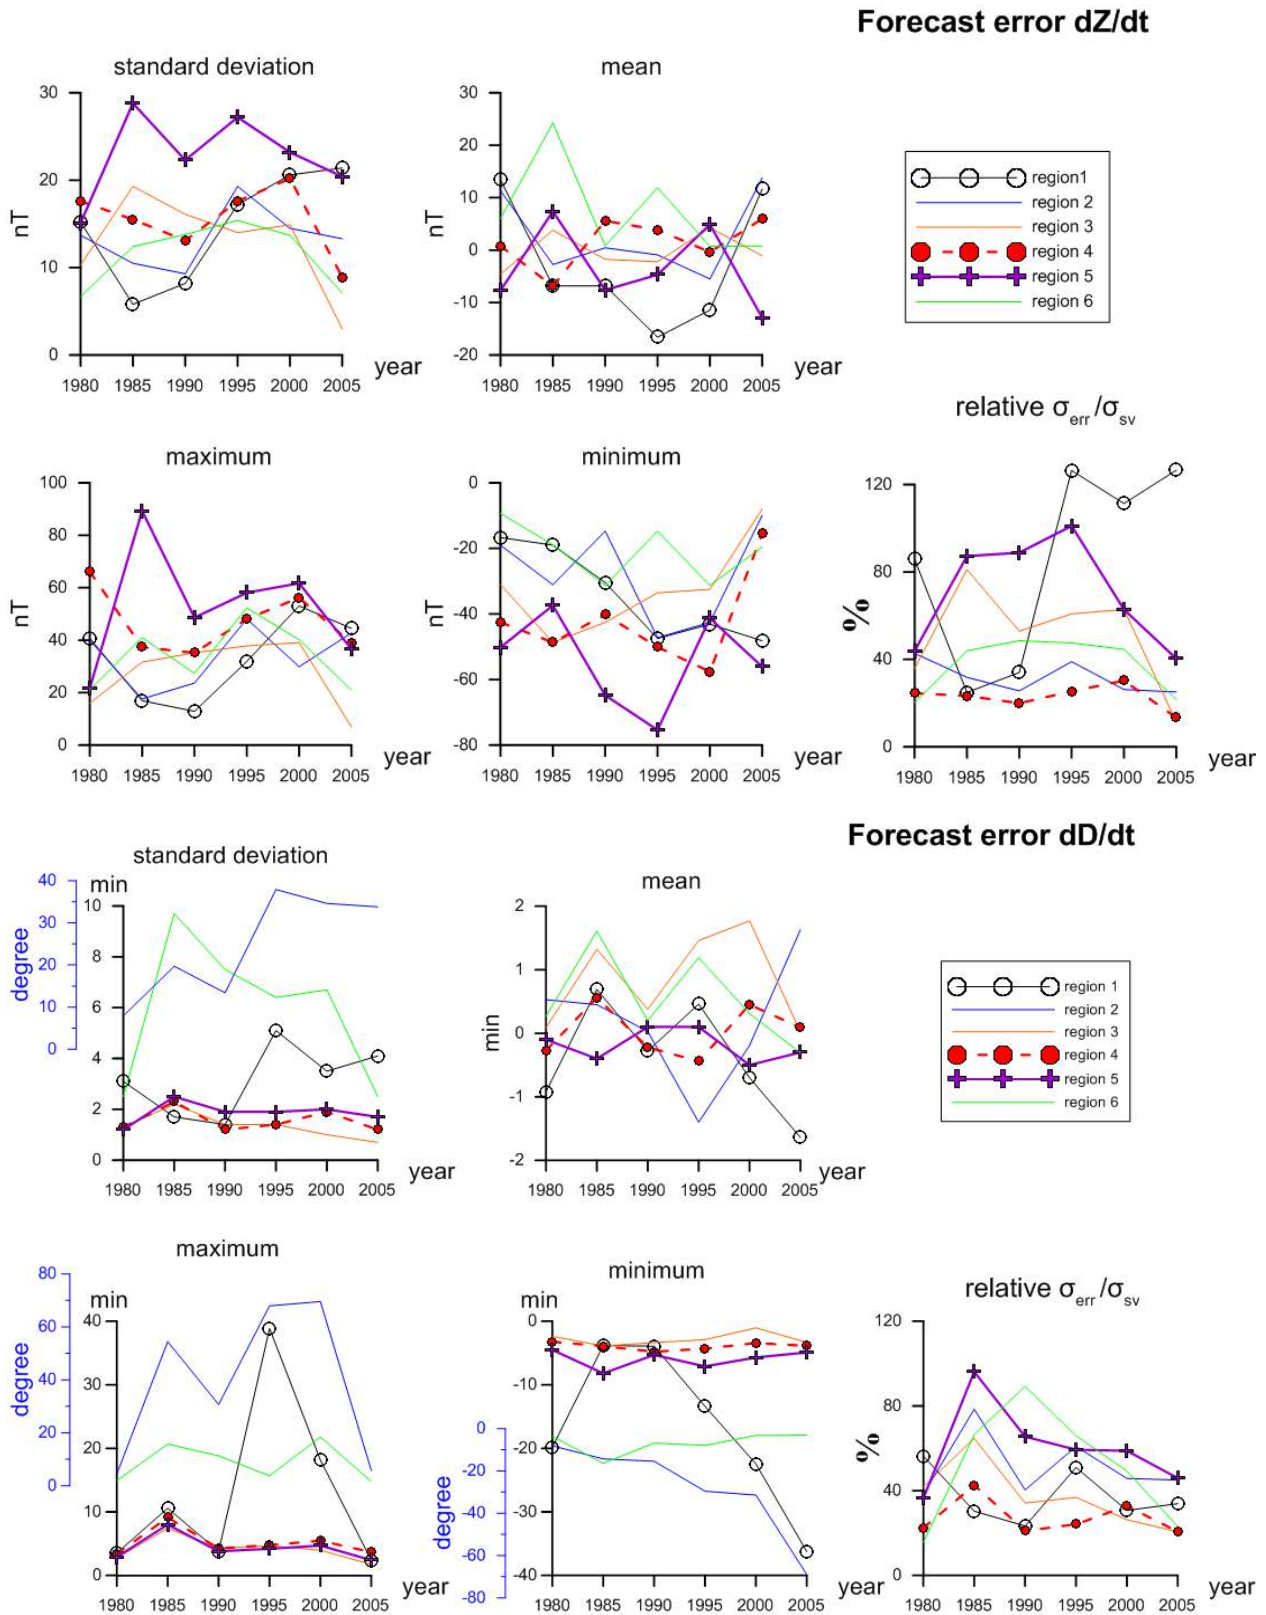 Forecast error dZ/dt
standard deviation
mean
30
20
10
0
nT
1980 1985 1990 1995 2000 2005
year
30
20
10
0
-10
-20
nT
1980 1985 1990 1995 2000 2005
year
region1
region 2
region 3
region 4
region 5
region 6
maximum
minimum
relative σerr /σsv
100
80
60
40
20
0
nT
1980 1985 1990 1995 2000 2005
year
0
-20
-40
-60
-80
nT
1980 1985 1990 1995 2000 2005
year
120
80
40
0
%
1980 1985 1990 1995 2000 2005
year
Forecast error dD/dt
standard deviation
mean
40
30
20
10
0
degree
min
10
8
6
4
2
0
1980 1985 1990 1995 2000 2005
year
2
1
0
-1
-2
min
1980 1985 1990 1995 2000 2005
year
region 1
region 2
region 3
region 4
region 5
region 6
maximum
minimum
relative σerr /σsv
80
60
40
20
0
degree
min
40
30
20
10
0
1980 1985 1990 1995 2000 2005
year
min
0
-10
-20
-30
-40
0
-20
-40
-60
-80
degree
1980 1985 1990 1995 2000 2005
year
120
80
40
0
%
1980 1985 1990 1995 2000 2005
year